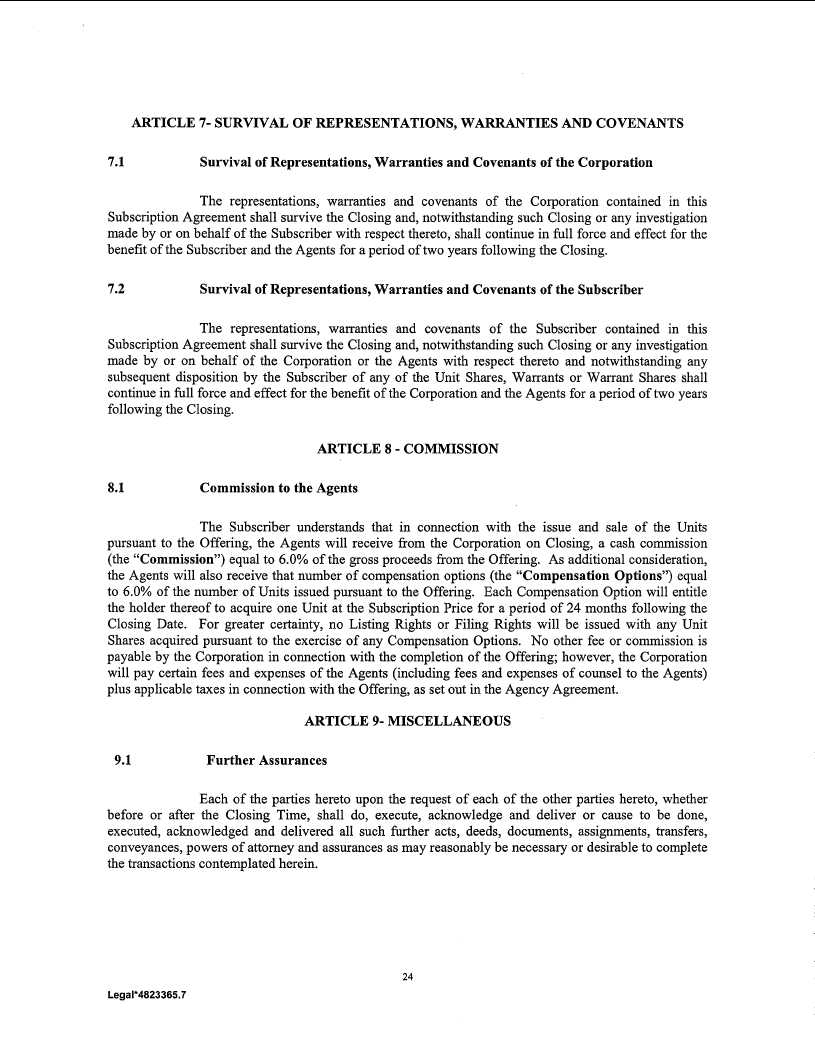 ARTICLE 7- SURVIVAL OF REPRESENTATIONS, WARRANTIES AND COVENANTS
7.1 Survival of Representations, Warranties and Covenants of the Corporation
The representations, warranties and covenants of the Corporation contained in this
Subscription Agreement shall survive the Closing and, notwithstanding such Closing or any investigation
made by or on behalf of the Subscriber with respect thereto, shall continue in full force and effect for the
benefit of the Subscriber and the Agents for a period of two years following the Closing.
7.2 Survival of Representations, Warranties and Covenants of the Subscriber
The representations, warranties and covenants of the Subscriber contained in this
Subscription Agreement shall survive the Closing and, notwithstanding such Closing or any investigation
made by or on behalf of the Corporation or the Agents with respect thereto and notwithstanding any
subsequent disposition by the Subscriber of any of the Unit Shares, Warrants or Warrant Shares shall
continue in full force and effect for the benefit of the Corporation and the Agents for a period of two years
following the Closing.
ARTICLE 8 - COMMISSION
8.1 Commission to the Agents
The Subscriber understands that in connection with the issue and sale of the Units
pursuant to the Offering, the Agents will receive from the Corporation on Closing, a cash commission
(the “Commission”) equal to 6.0% of the gross proceeds from the Offering. As additional consideration,
the Agents will also receive that number of compensation options (the “Compensation Options”) equal
to 6.0% of the number of Units issued pursuant to the Offering. Each Compensation Option will entitle
the holder thereof to acquire one Unit at the Subscription Price for a period of 24 months following the
Closing Date. For greater certainty, no Listing Rights or Filing Rights will be issued with any Unit
Shares acquired pursuant to the exercise of any Compensation Options. No other fee or commission is
payable by the Corporation in connection with the completion of the Offering; however, the Corporation
will pay certain fees and expenses of the Agents (including fees and expenses of counsel to the Agents)
plus applicable taxes in connection with the Offering, as set out in the Agency Agreement.
ARTICLE 9- MISCELLANEOUS
9.1 Further Assurances
Each of the parties hereto upon the request of each of the other parties hereto, whether
before or after the Closing Time, shall do, execute, acknowledge and deliver or cause to be done,
executed, acknowledged and delivered all such further acts, deeds, documents, assignments, transfers,
conveyances, powers of attorney and assurances as may reasonably be necessary or desirable to complete
the transactions contemplated herein.
24
Legal*4823365.7